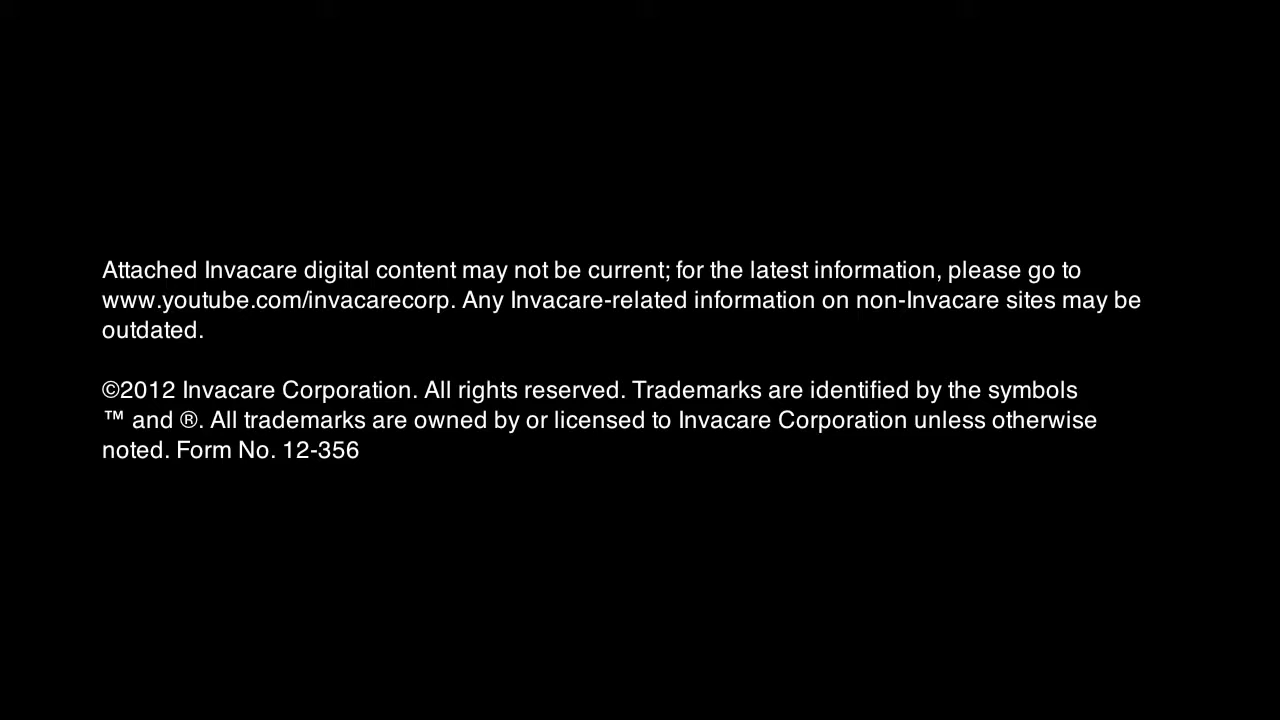 Attached Invacare digital content may not be current; for the latest information, please go to
www.youtube.com/invacarecorp. Any Invacare-related information on non-Invacare sites may be
outdated.
©2012 Invacare Corporation. All rights reserved. Trademarks are identified by the symbols
™ and ®. All trademarks are owned by or licensed to Invacare Corporation unless otherwise
noted. Form No. 12-356